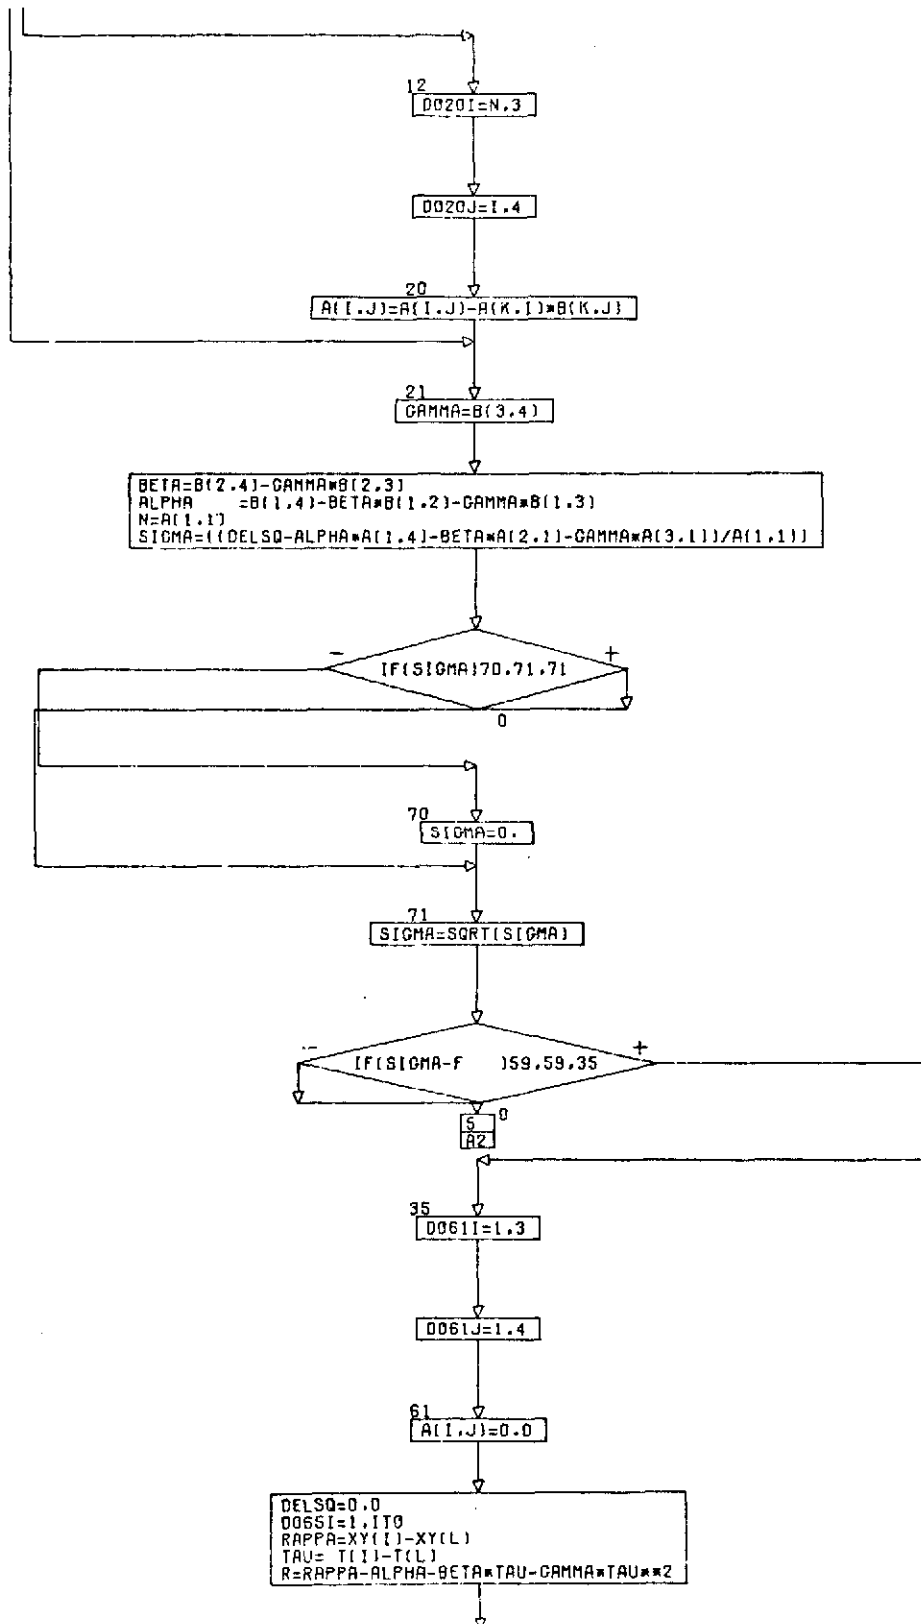 12
DO20I=N,3
DO20J=I,4
20
A(I,J)=A(I,J)-A(K,I)*B(K,J)
21
GAMMA=B(3,4)
BETA=B(2,4)-GAMMA*B(2,3)
ALPHA    =B(1,4)-BETA*B(1,2)-GAMMA*B(1,3)
N=A(1,1)
SIGMA=((DELSQ-ALPHA*A(1,4)-BETA*A(2,1)-GAMMA*A(3,1))/A(1,1))
- +
IF(SIGMA)70,71,71
0
70
SIGMA=0.
71
SIGMA=SQRT(SIGMA)
- +
IF(SIGMA-F    )59,59,35
0
5
A2
35
DO61I=1,3
DO61J=1,4
61
A(I,J)=0.0
DELSQ=0.0
DO65I=1,ITO
RAPPA=XY(I)-XY(L)
TAU= T(I)-T(L)
R=RAPPA-ALPHA-BETA*TAU-GAMMA*TAU**2